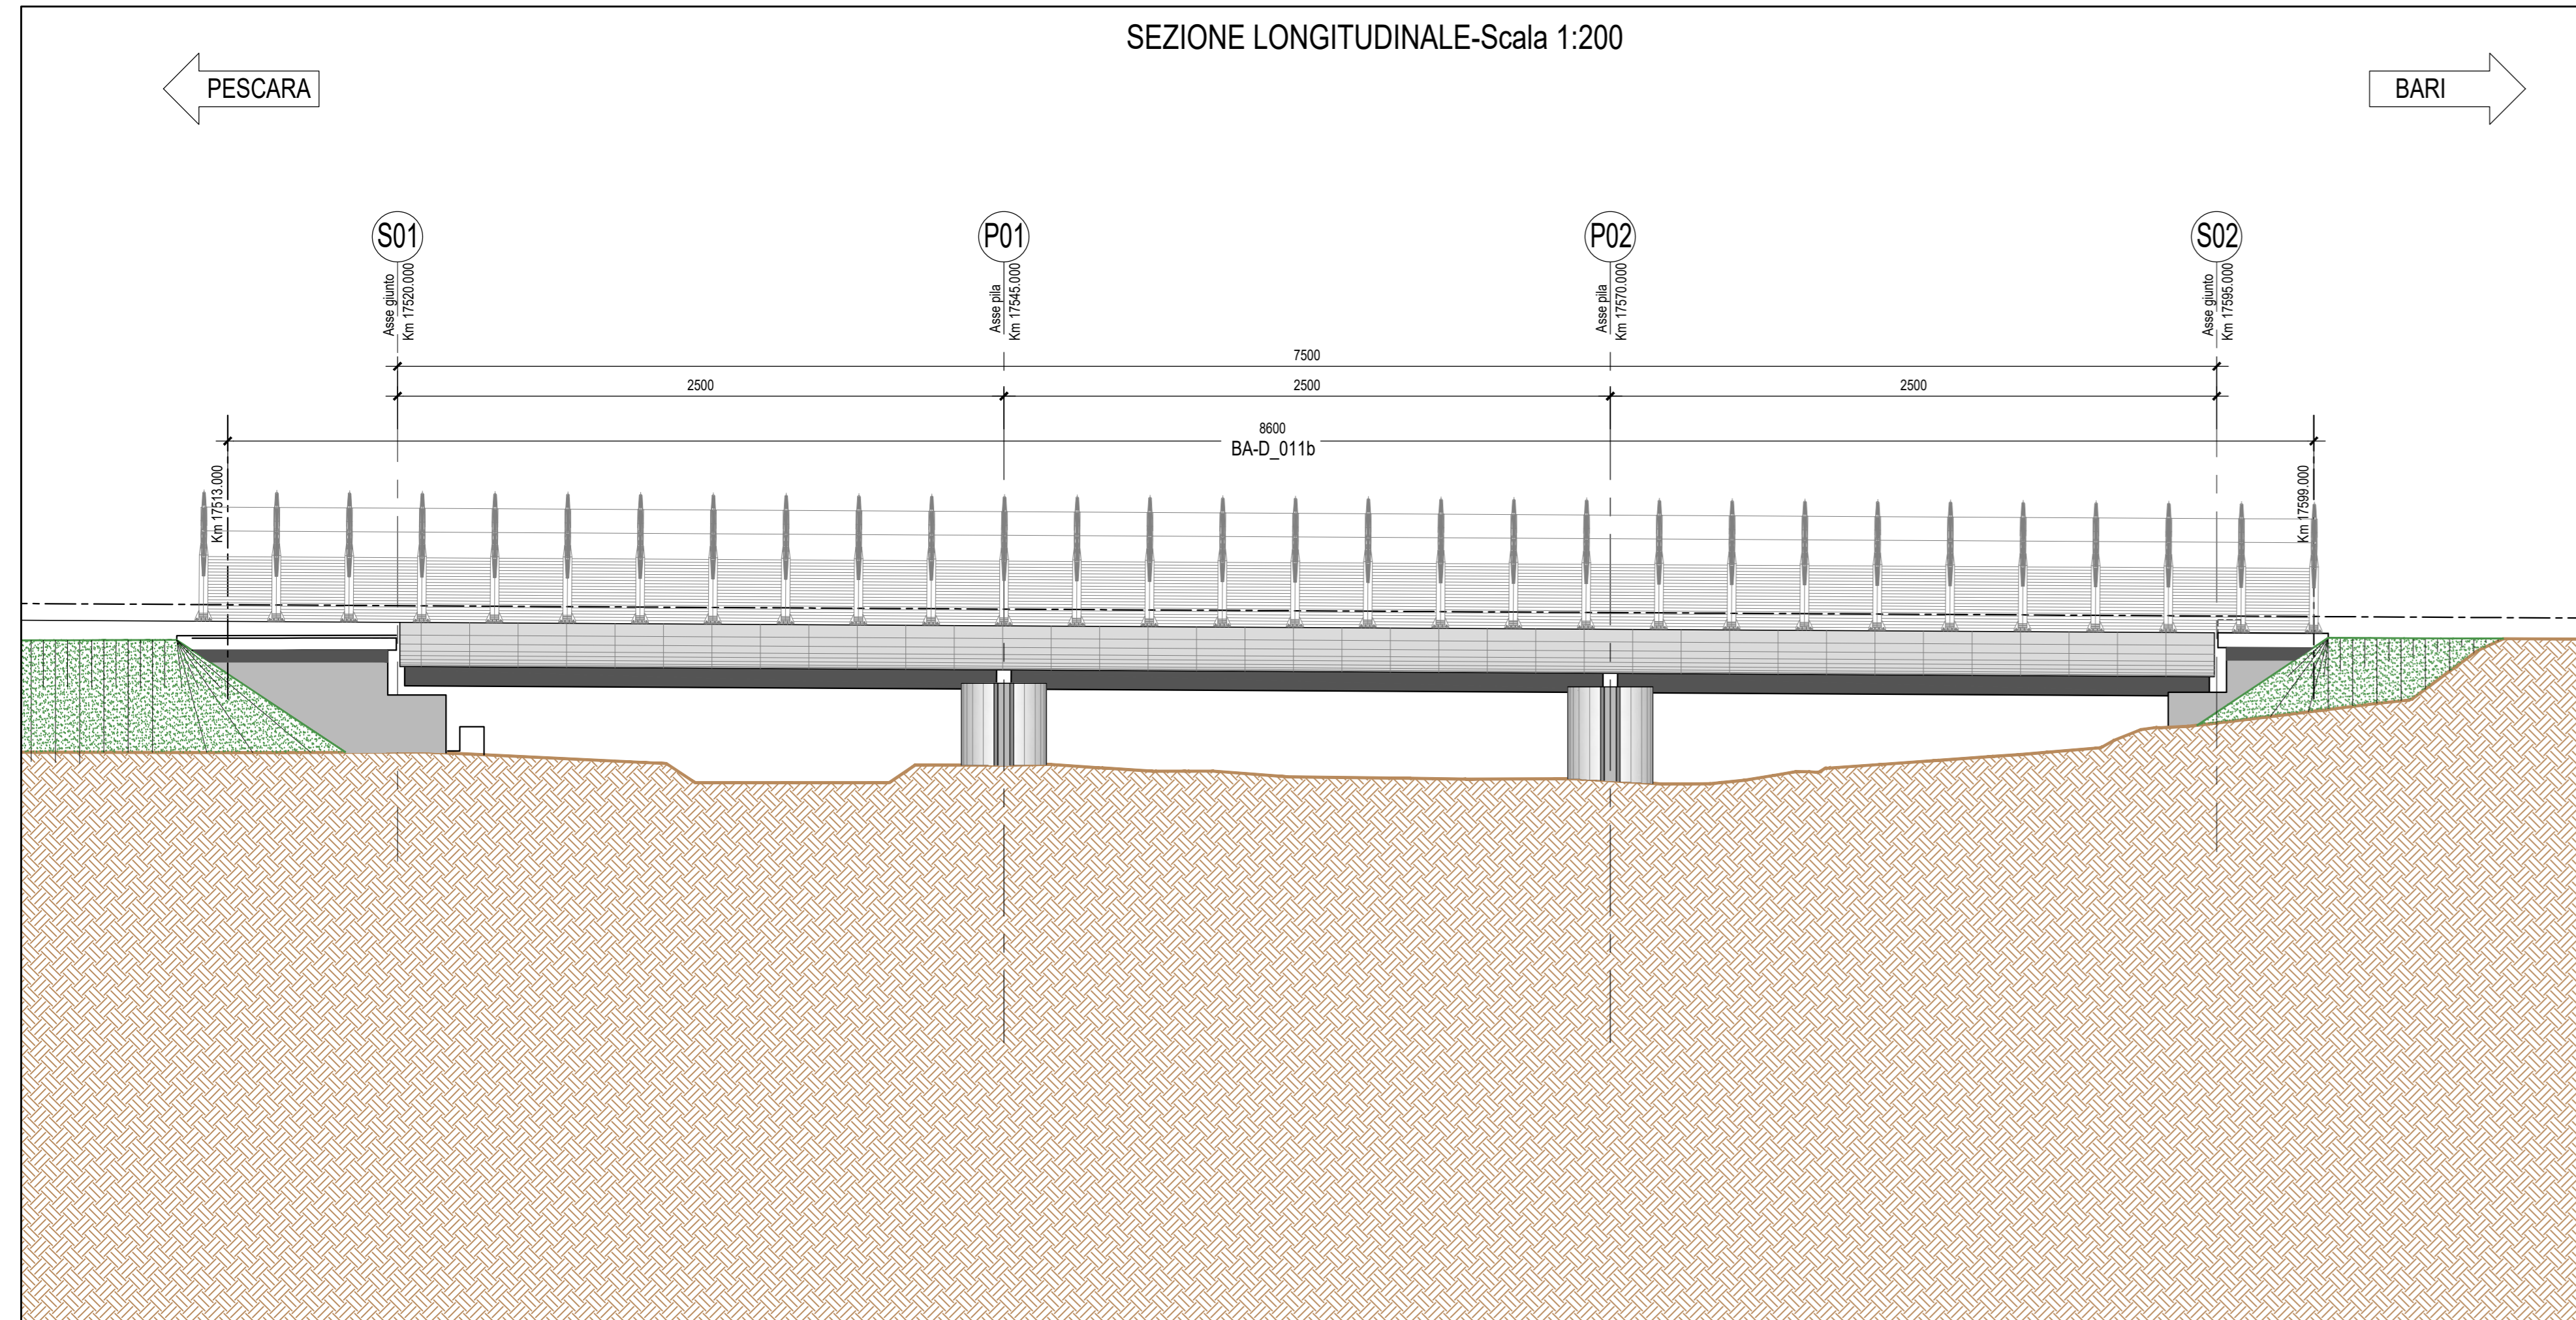 SEZIONE LONGITUDINALE-Scala 1:200
PESCARA
BARI
S01
P01
P02
S02
Asse giunto
Km 17520.000
Asse pila
Km 17545.000
Asse pila
Km 17570.000
Asse giunto
Km 17595.000
7500
2500
2500
2500
8600
BA-D_011b
Km 17513.000
Km 17599.000